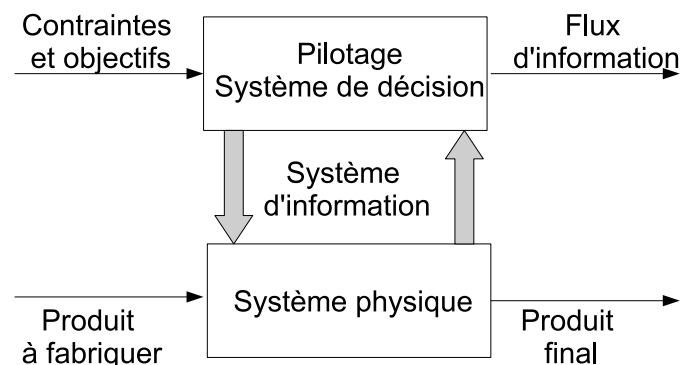 Contraintes
et objectifs
Pilotage
Système de décision
Flux
d'information
Système
d'information
Produit
à fabriquer
Système physique
Produit
final